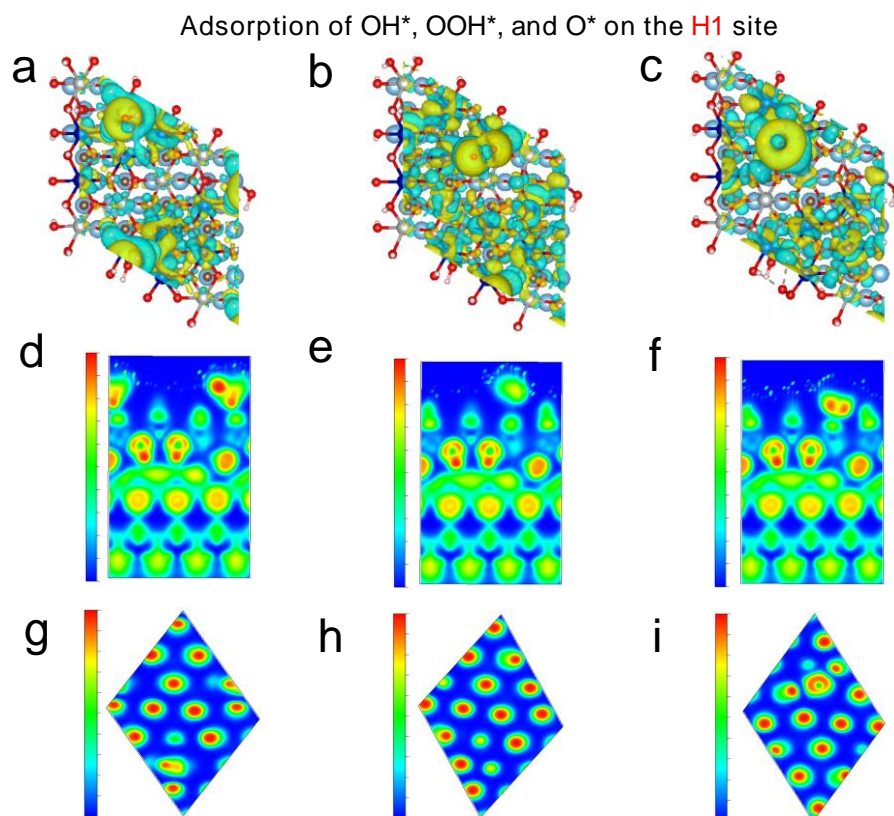 Adsorption of OH*, OOH*, and O* on the H1 site
a
b
c
d
e
f
g
h
i